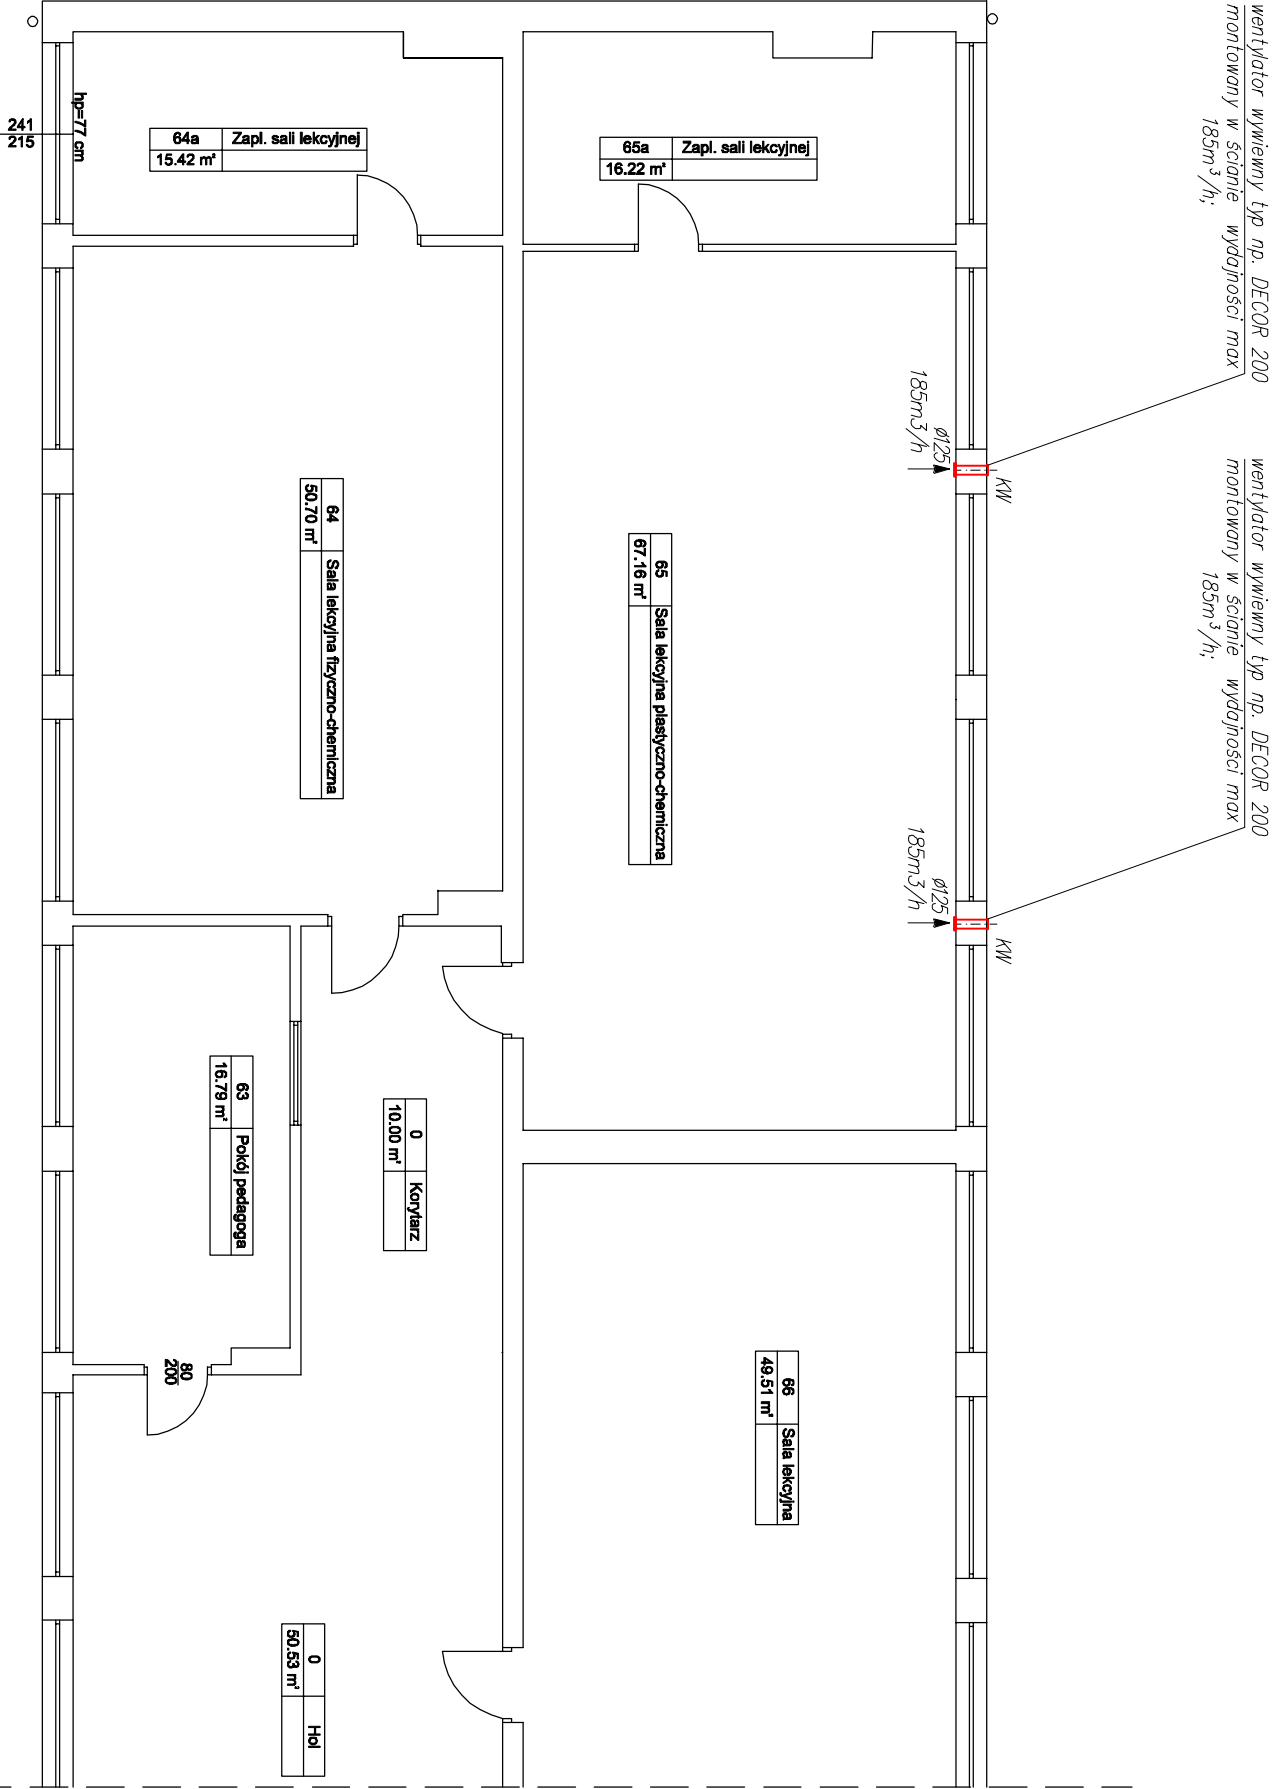 wentylator wywiewny typ np. DECOR 200
montowany w ścianie wydajności max
185m³/h;
wentylator wywiewny typ np. DECOR 200
montowany w ścianie wydajności max
185m³/h;
KW
ø125
185m3/h
KW
ø125
185m3/h
241
215
hp=77 cm
64a Zapl. sali lekcyjnej
15.42 m²
65a Zapl. sali lekcyjnej
16.22 m²
64 Sala lekcyjna fizyczno-chemiczna
50.70 m²
65 Sala lekcyjna plastyczno-chemiczna
67.16 m²
63 Pokój pedagoga
16.79 m²
0 Korytarz
10.00 m²
80
200
66 Sala lekcyjna
49.51 m²
0 Hol
50.53 m²